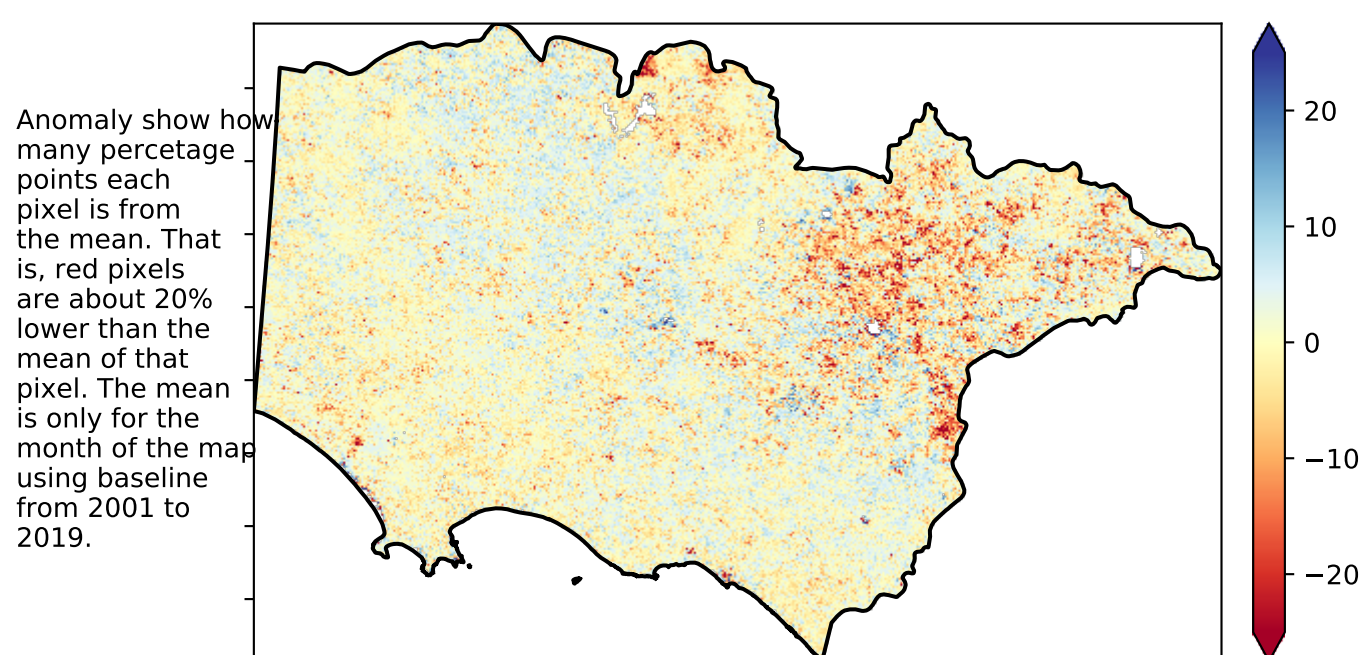 Anomaly show how
many percetage
points each
pixel is from
the mean. That
is, red pixels
are about 20%
lower than the
mean of that
pixel. The mean
is only for the
month of the map
using baseline
from 2001 to
2019.
20
10
0
−10
−20